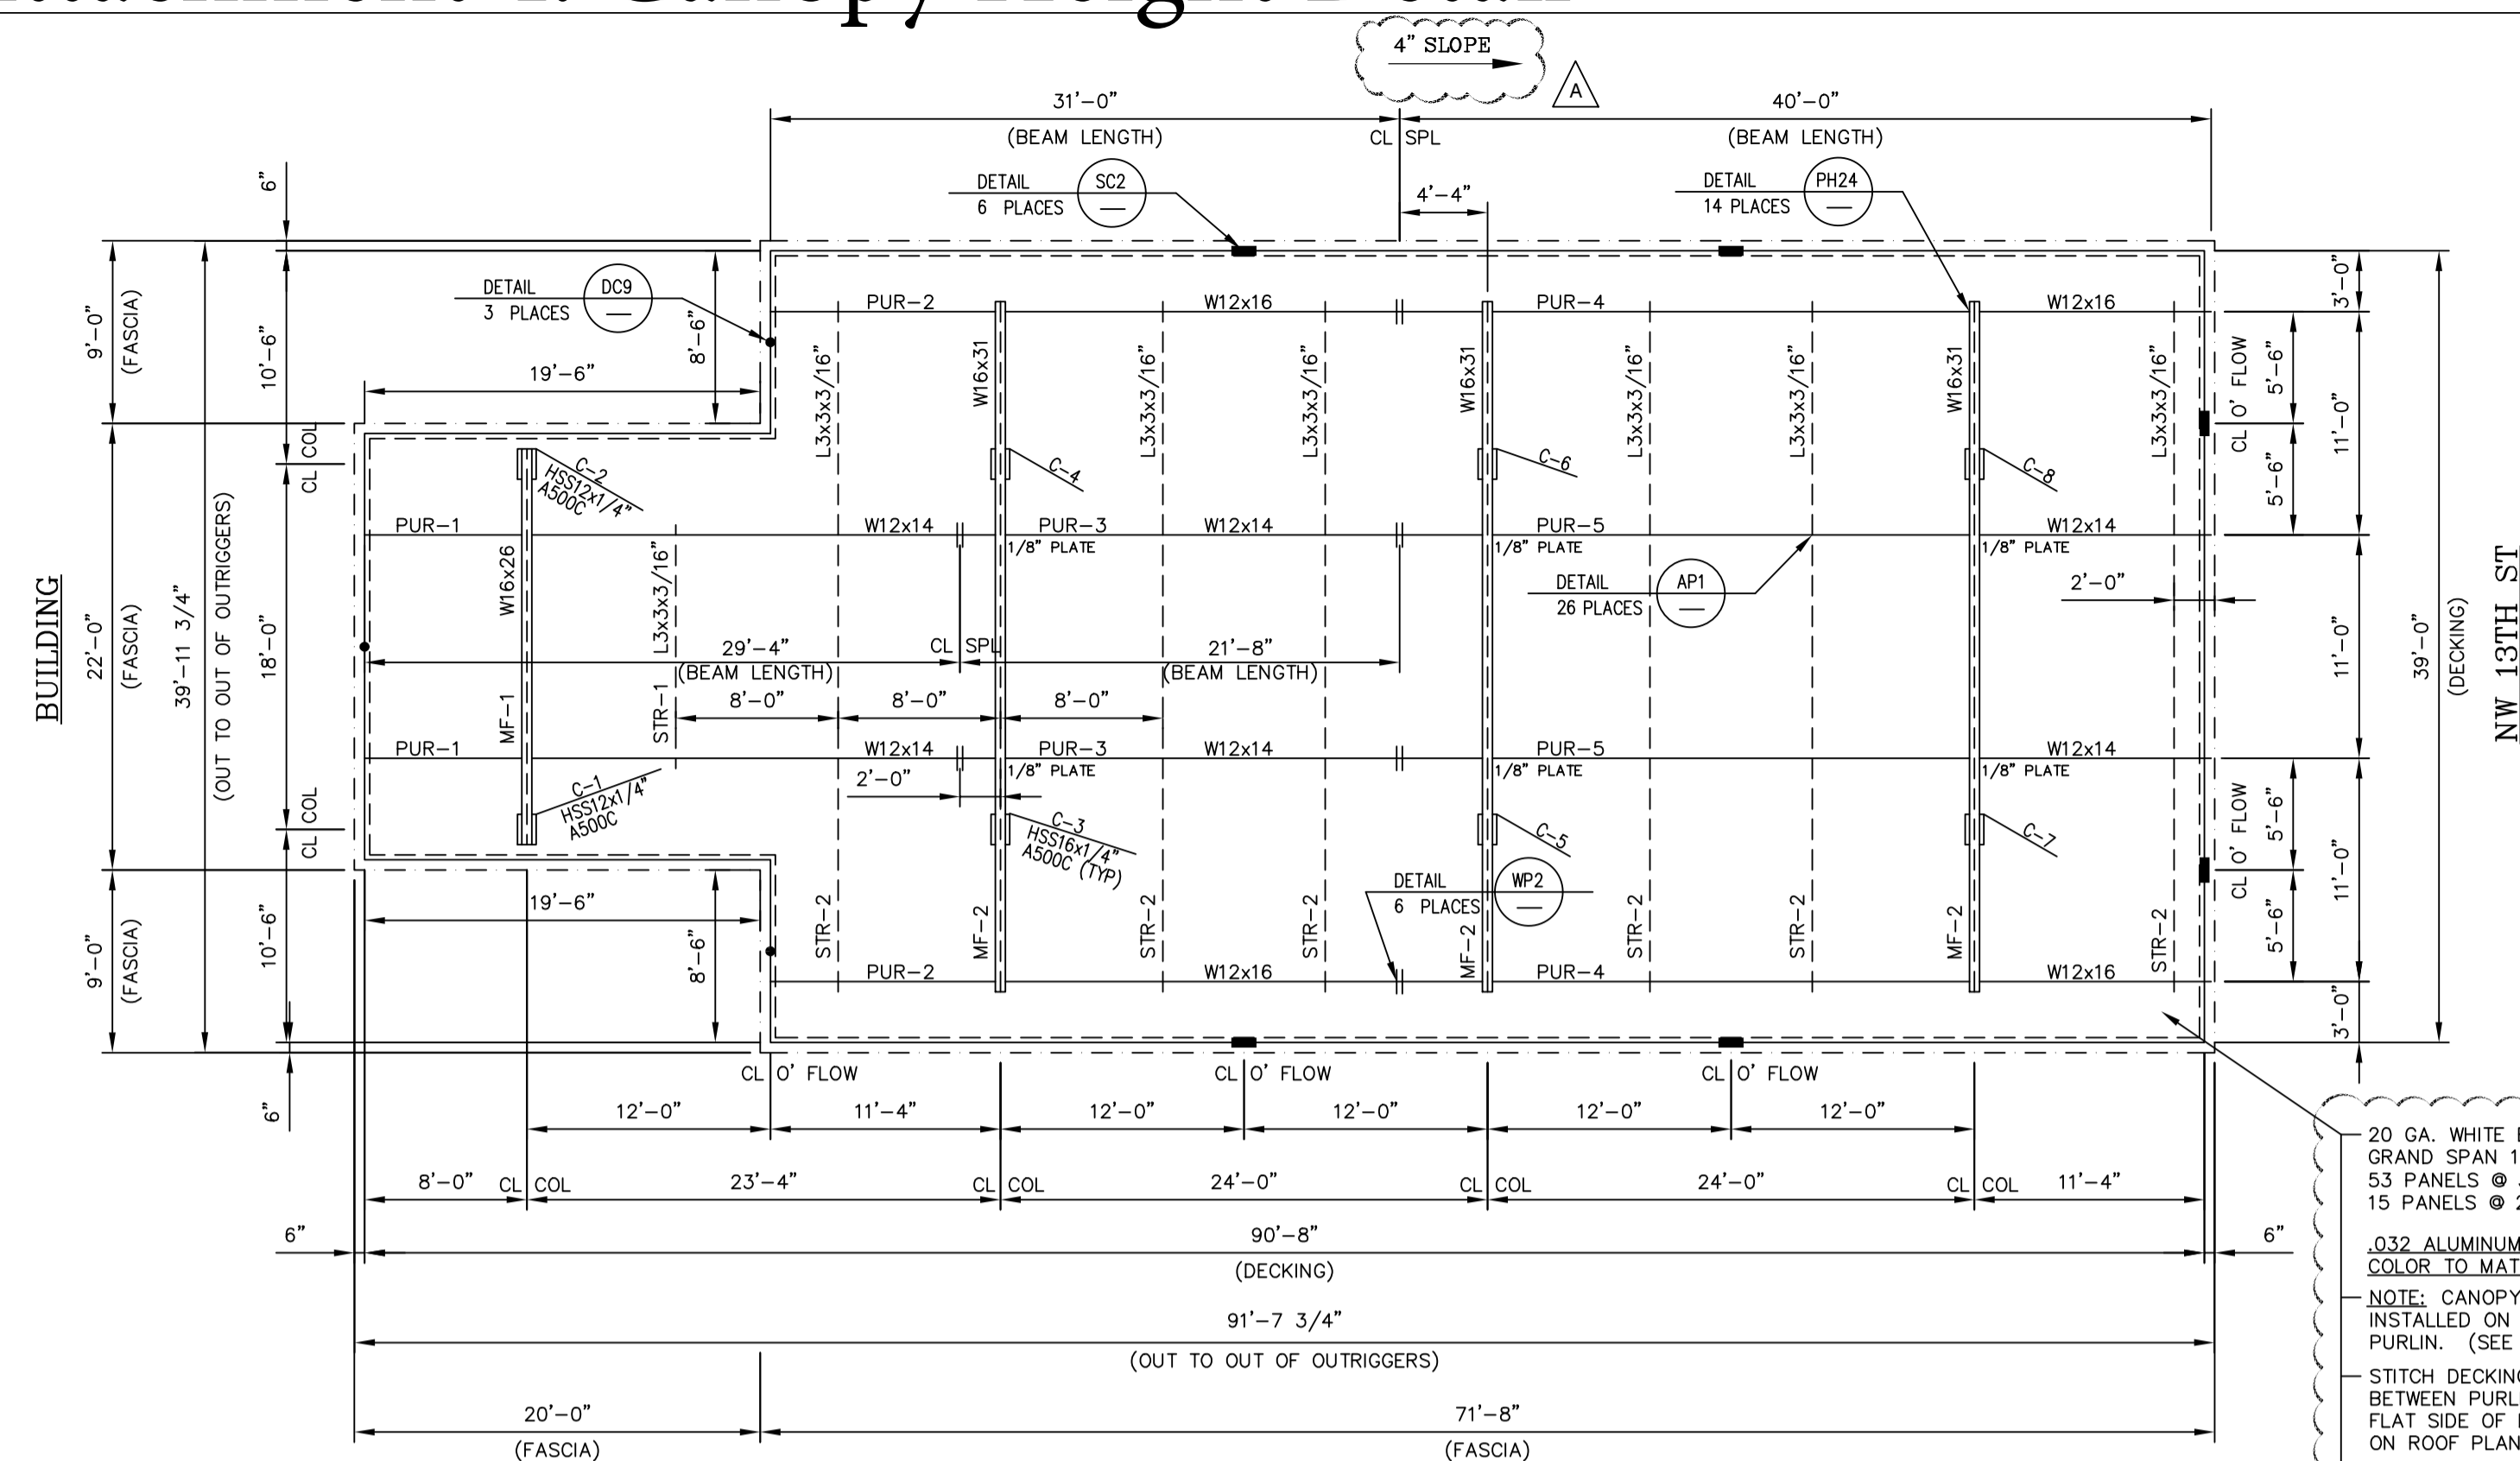 4" SLOPE
A
31'-0"
40'-0"
(BEAM LENGTH)
CL SPL
(BEAM LENGTH)
6"
DETAIL
SC2
6 PLACES
4'-4"
DETAIL
PH24
14 PLACES
DETAIL
DC9
3 PLACES
9'-0"
(FASCIA)
10'-6"
8'-6"
19'-6"
PUR-2
W12x16
PUR-4
W12x16
3'-0"
L3x3x3/16"
W16x31
L3x3x3/16"
L3x3x3/16"
W16x31
L3x3x3/16"
L3x3x3/16"
W16x31
L3x3x3/16"
CL O' FLOW
5'-6"
11'-0"
5'-6"
CL COL
C-2
HSS12x1/4"
A500C
C-4
C-6
C-8
PUR-1
W12x14
PUR-3
W12x14
PUR-5
W12x14
1/8" PLATE
1/8" PLATE
1/8" PLATE
BUILDING
22'-0"
(FASCIA)
39'-11 3/4"
(OUT TO OUT OF OUTRIGGERS)
18'-0"
W16x26
MF-1
L3x3x3/16"
STR-1
DETAIL
AP1
26 PLACES
2'-0"
11'-0"
39'-0"
(DECKING)
NW 13TH ST
29'-4"
CL SPL
21'-8"
(BEAM LENGTH)
(BEAM LENGTH)
8'-0"
8'-0"
8'-0"
PUR-1
W12x14
PUR-3
W12x14
PUR-5
W12x14
1/8" PLATE
1/8" PLATE
1/8" PLATE
2'-0"
C-1
HSS12x1/4"
A500C
C-3
HSS16x1/4"
A500C (TYP)
C-5
C-7
CL COL
CL O' FLOW
5'-6"
11'-0"
5'-6"
DETAIL
WP2
6 PLACES
19'-6"
9'-0"
(FASCIA)
10'-6"
8'-6"
STR-2
MF-2
STR-2
STR-2
MF-2
STR-2
STR-2
MF-2
STR-2
PUR-2
W12x16
PUR-4
W12x16
3'-0"
CL O' FLOW
CL O' FLOW
CL O' FLOW
6"
12'-0"
11'-4"
12'-0"
12'-0"
12'-0"
12'-0"
8'-0"
CL COL
23'-4"
CL COL
24'-0"
CL COL
24'-0"
CL COL
11'-4"
6"
90'-8"
6"
(DECKING)
91'-7 3/4"
(OUT TO OUT OF OUTRIGGERS)
20'-0"
71'-8"
(FASCIA)
(FASCIA)
20 GA. WHITE
GRAND SPAN
53 PANELS @
15 PANELS @
.032 ALUMINUM
COLOR TO
NOTE: CANOPY
INSTALLED ON
PURLIN. (SEE
STITCH
BETWEEN
FLAT SIDE OF
ON ROOF